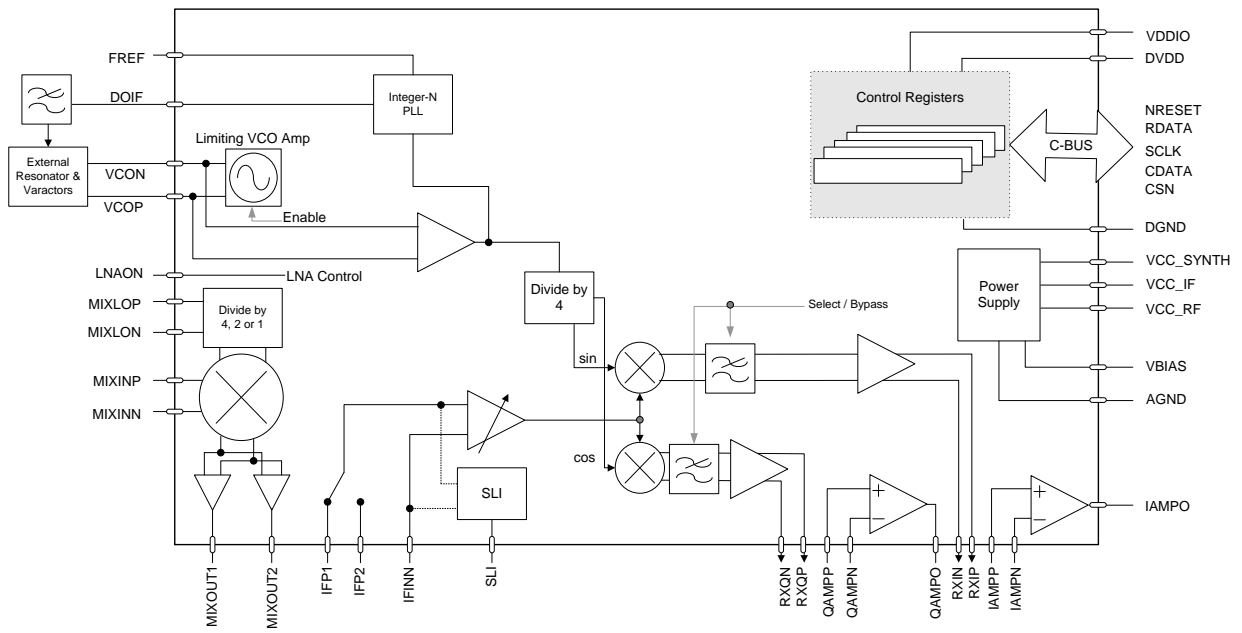 FREF
DOIF
External
Resonator &
Varactors
VCON
VCOP
LNAON
MIXLOP
MIXLON
MIXINP
MIXINN
Integer-N
PLL
Limiting VCO Amp
Enable
LNA Control
Divide by
4, 2 or 1
Divide by
4
sin
cos
Select / Bypass
SLI
Control Registers
C-BUS
Power
Supply
VDDIO
DVDD
NRESET
RDATA
SCLK
CDATA
CSN
DGND
VCC_SYNTH
VCC_IF
VCC_RF
VBIAS
AGND
IAMPO
+
−
+
−
MIXOUT1
MIXOUT2
IFP1
IFP2
IFINN
SLI
RXQN
RXQP
QAMPP
QAMPN
QAMPO
RXIN
RXIP
IAMPP
IAMPN